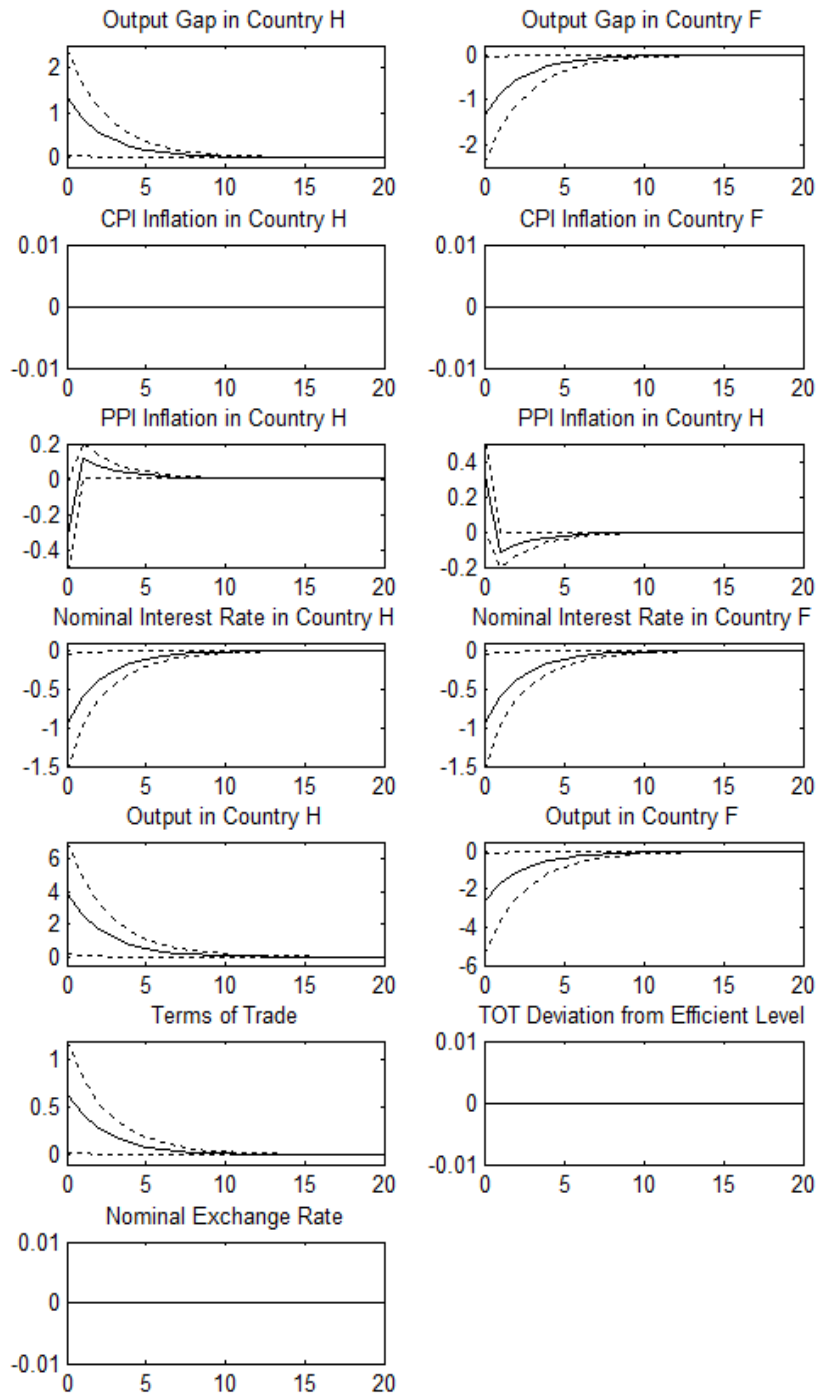 Output Gap in Country H
Output Gap in Country F
2
1
0
0
-1
-2
0 5 10 15 20
0 5 10 15 20
CPI Inflation in Country H
CPI Inflation in Country F
0.01
0
-0.01
0.01
0
-0.01
0 5 10 15 20
0 5 10 15 20
PPI Inflation in Country H
PPI Inflation in Country H
0.2
0
-0.2
-0.4
0.4
0.2
0
-0.2
0 5 10 15 20
0 5 10 15 20
Nominal Interest Rate in Country H
Nominal Interest Rate in Country F
0
-0.5
-1
-1.5
0
-0.5
-1
-1.5
0 5 10 15 20
0 5 10 15 20
Output in Country H
Output in Country F
6
4
2
0
0
-2
-4
-6
0 5 10 15 20
0 5 10 15 20
Terms of Trade
TOT Deviation from Efficient Level
1
0.5
0
0.01
0
-0.01
0 5 10 15 20
0 5 10 15 20
Nominal Exchange Rate
0.01
0
-0.01
0 5 10 15 20